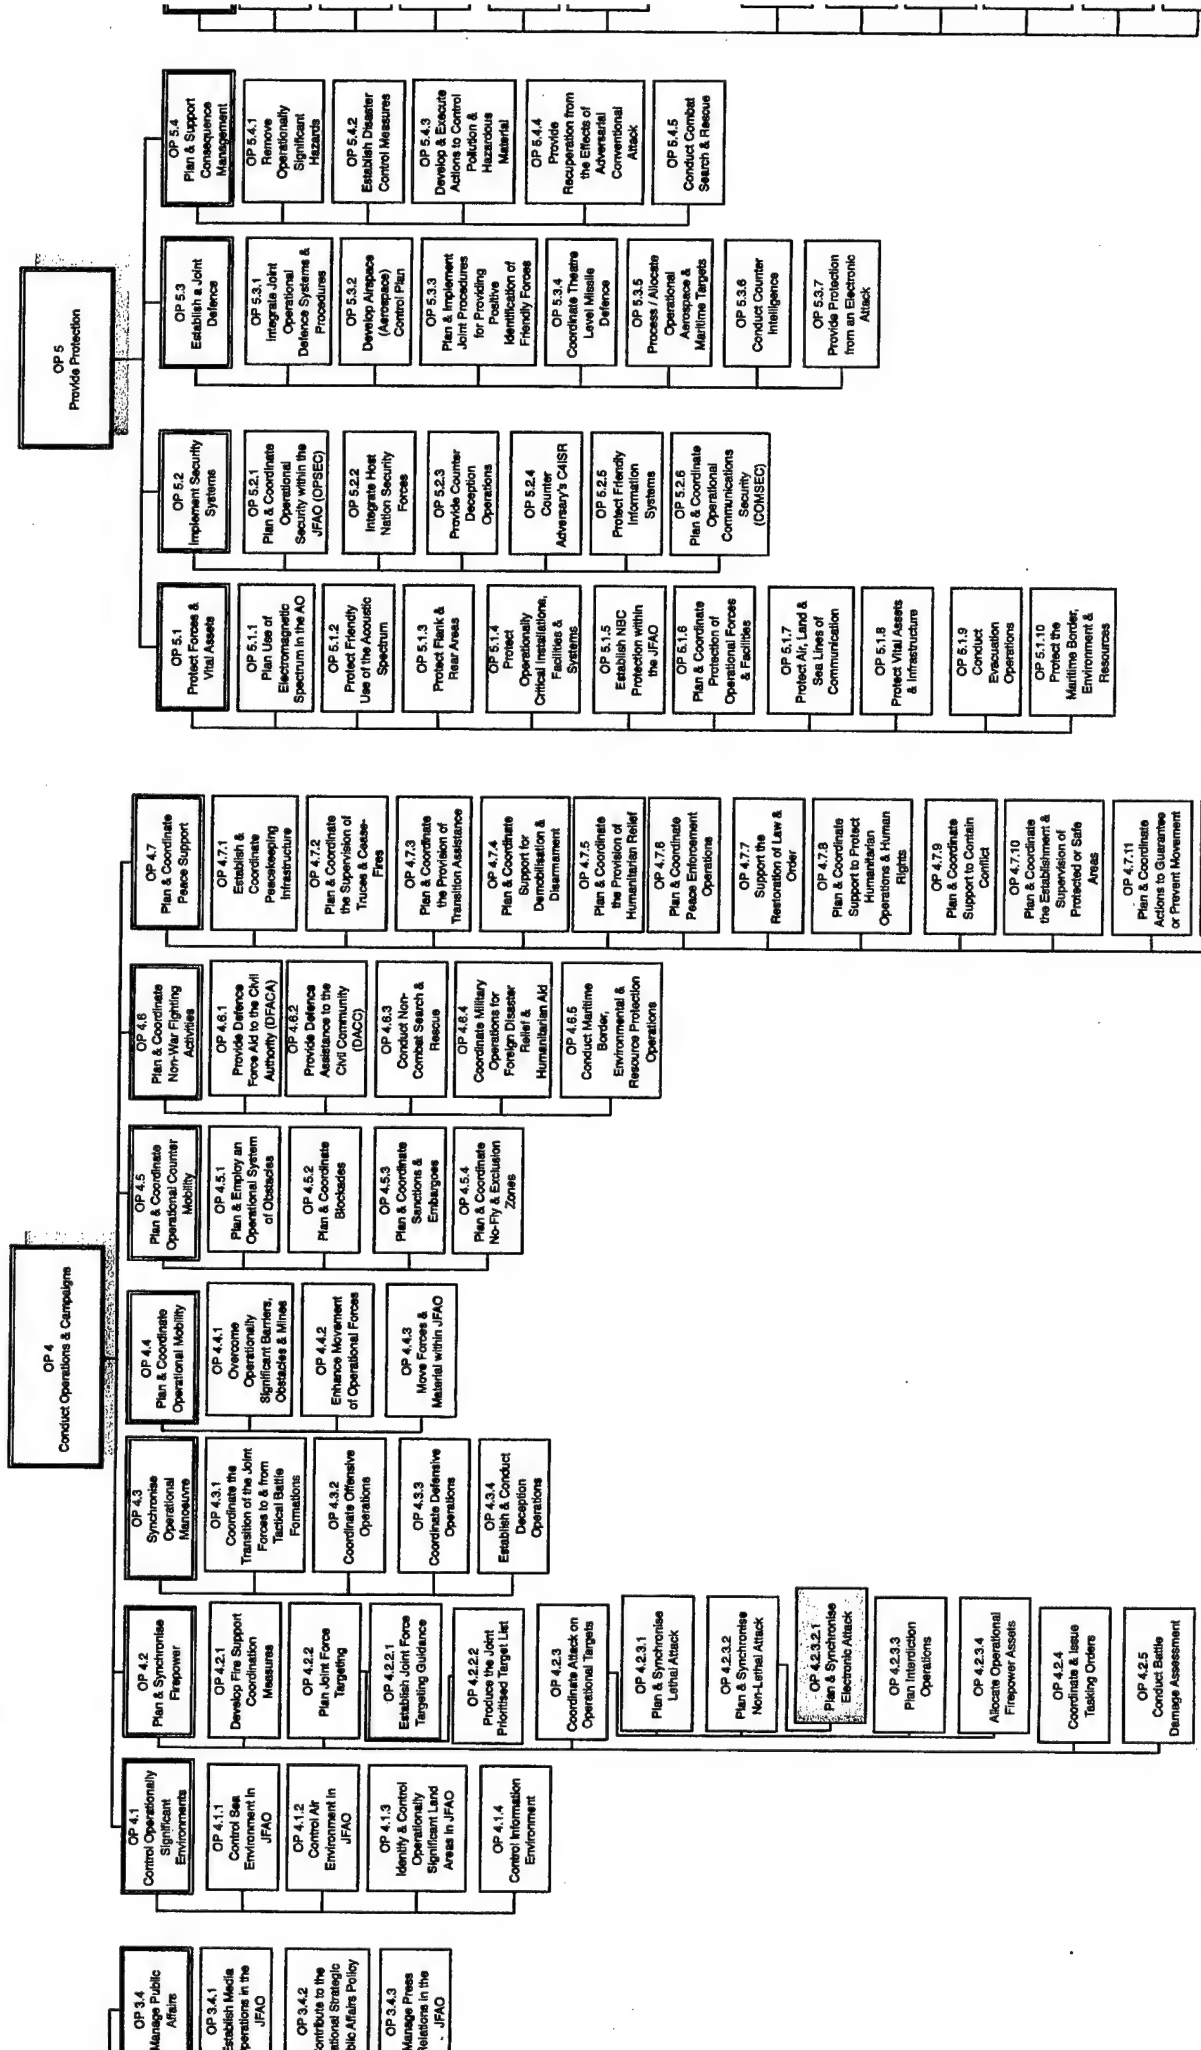 OP 3.4
Manage Public
Affairs
OP 3.4.1
Establish Media
Operations in the
JFAO
OP 3.4.2
Contribute to the
National Strategic
Public Affairs Policy
OP 3.4.3
Manage Press
Relations in the
JFAO
OP 4
Conduct Operations & Campaigns
OP 4.1
Control Operationally
Significant
Environments
OP 4.1.1
Control Sea
Environment In
JFAO
OP 4.1.2
Control Air
Environment In
JFAO
OP 4.1.3
Identify & Control
Operationally
Significant Land
Areas in JFAO
OP 4.1.4
Control Information
Environment
OP 4.2
Plan & Synchronise
Firepower
OP 4.2.1
Develop Fire Support
Coordination
Measures
OP 4.2.2
Plan Joint Force
Targeting
OP 4.2.2.1
Establish Joint Force
Targeting Guidance
OP 4.2.2.2
Produce the Joint
Prioritised Target List
OP 4.2.3
Coordinate Attack on
Operational Targets
OP 4.2.3.1
Plan & Synchronise
Lethal Attack
OP 4.2.3.2
Plan & Synchronise
Non-Lethal Attack
OP 4.2.3.2.1
Plan & Synchronise
Electronic Attack
OP 4.2.3.3
Plan Interdiction
Operations
OP 4.2.3.4
Allocate Operational
Firepower Assets
OP 4.2.4
Coordinate & Issue
Tasking Orders
OP 4.2.5
Conduct Battle
Damage Assessment
OP 4.3
Synchronise
Operational
Manoeuvre
OP 4.3.1
Coordinate the
Transition of the Joint
Forces to & from
Tactical Battle
Formations
OP 4.3.2
Coordinate Offensive
Operations
OP 4.3.3
Coordinate Defensive
Operations
OP 4.3.4
Establish & Conduct
Deception
Operations
OP 4.4
Plan & Coordinate
Operational Mobility
OP 4.4.1
Overcome
Operationally
Significant Barriers,
Obstacles & Mines
OP 4.4.2
Enhance Movement
of Operational Forces
OP 4.4.3
Move Forces &
Material within JFAO
OP 4.5
Plan & Coordinate
Operational Counter
Mobility
OP 4.5.1
Plan & Employ an
Operational System
of Obstacles
OP 4.5.2
Plan & Coordinate
Blockades
OP 4.5.3
Plan & Coordinate
Sanctions &
Embargoes
OP 4.5.4
Plan & Coordinate
No-Fly & Exclusion
Zones
OP 4.6
Plan & Coordinate
Non-War Fighting
Activities
OP 4.6.1
Provide Defence
Force Aid to the Civil
Authority (DFACA)
OP 4.6.2
Provide Defence
Assistance to the
Civil Community
(DACC)
OP 4.6.3
Conduct Non-
Combat Search &
Rescue
OP 4.6.4
Coordinate Military
Operations for
Foreign Disaster
Relief &
Humanitarian Aid
OP 4.6.5
Conduct Maritime
Border,
Environmental &
Resource Protection
Operations
OP 4.7
Plan & Coordinate
Peace Support
OP 4.7.1
Establish &
Coordinate
Peacekeeping
Infrastructure
OP 4.7.2
Plan & Coordinate
the Supervision of
Truces & Cease-
Fires
OP 4.7.3
Plan & Coordinate
the Provision of
Transition Assistance
OP 4.7.4
Plan & Coordinate
Support for
Demobilisation &
Disarmament
OP 4.7.5
Plan & Coordinate
the Provision of
Humanitarian Relief
OP 4.7.6
Plan & Coordinate
Peace Enforcement
Operations
OP 4.7.7
Support the
Restoration of Law &
Order
OP 4.7.8
Plan & Coordinate
Support to Protect
Humanitarian
Operations & Human
Rights
OP 4.7.9
Plan & Coordinate
Support to Contain
Conflict
OP 4.7.10
Plan & Coordinate
the Establishment &
Supervision of
Protected or Safe
Areas
OP 4.7.11
Plan & Coordinate
Actions to Guarantee
or Prevent Movement
OP 5
Provide Protection
OP 5.1
Protect Forces &
Vital Assets
OP 5.1.1
Plan Use of
Electromagnetic
Spectrum in the AO
OP 5.1.2
Protect Friendly
Use of the Acoustic
Spectrum
OP 5.1.3
Protect Flank &
Rear Areas
OP 5.1.4
Protect
Operationally
Critical Installations,
Facilities &
Systems
OP 5.1.5
Establish NBC
Protection within
the JFAO
OP 5.1.6
Plan & Coordinate
Protection of
Operational Forces
& Facilities
OP 5.1.7
Protect Air, Land &
Sea Lines of
Communication
OP 5.1.8
Protect Vital Assets
& Infrastructure
OP 5.1.9
Conduct
Evacuation
Operations
OP 5.1.10
Protect the
Maritime Border,
Environment &
Resources
OP 5.2
Implement Security
Systems
OP 5.2.1
Plan & Coordinate
Operational
Security within the
JFAO (OPSEC)
OP 5.2.2
Integrate Host
Nation Security
Forces
OP 5.2.3
Provide Counter
Deception
Operations
OP 5.2.4
Counter
Adversary's C4ISR
OP 5.2.5
Protect Friendly
Information
Systems
OP 5.2.6
Plan & Coordinate
Operational
Communications
Security
(COMSEC)
OP 5.3
Establish a Joint
Defence
OP 5.3.1
Integrate Joint
Operational
Defence Systems &
Procedures
OP 5.3.2
Develop Airspace
(Aerospace)
Control Plan
OP 5.3.3
Plan & Implement
Joint Procedures
for Providing
Positive
Identification of
Friendly Forces
OP 5.3.4
Coordinate Theatre
Level Missile
Defence
OP 5.3.5
Process / Allocate
Operational
Aerospace &
Maritime Targets
OP 5.3.6
Conduct Counter
Intelligence
OP 5.3.7
Provide Protection
from an Electronic
Attack
OP 5.4
Plan & Support
Consequence
Management
OP 5.4.1
Remove
Operationally
Significant
Hazards
OP 5.4.2
Establish Disaster
Control Measures
OP 5.4.3
Develop & Execute
Actions to Control
Pollution &
Hazardous
Material
OP 5.4.4
Provide
Recuperation from
the Effects of
Adversarial
Conventional
Attack
OP 5.4.5
Conduct Combat
Search & Rescue